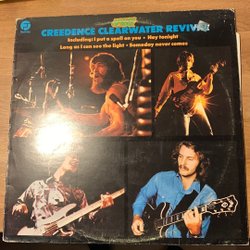 CREEDENCE CLEARWATER REVIVAL
Including: I put a spell on you - Hey tonight
Long as I can see the light - Someday never comes